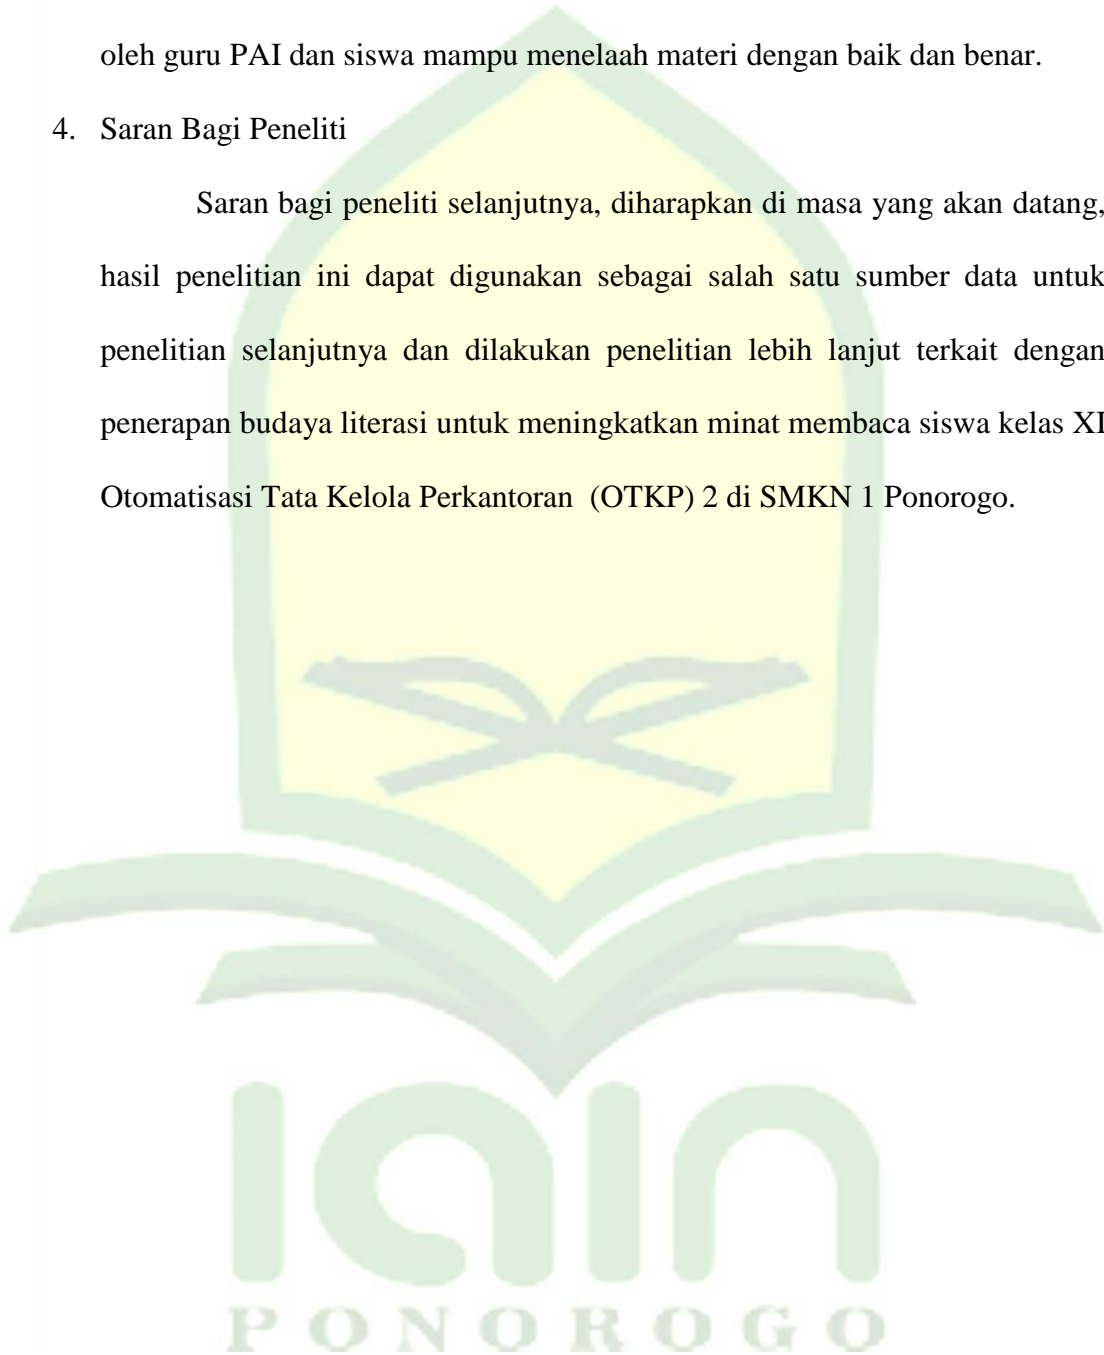 oleh guru PAI dan siswa mampu menelaah materi dengan baik dan benar.
4. Saran Bagi Peneliti
Saran bagi peneliti selanjutnya, diharapkan di masa yang akan datang,
hasil penelitian ini dapat digunakan sebagai salah satu sumber data untuk
penelitian selanjutnya dan dilakukan penelitian lebih lanjut terkait dengan
penerapan budaya literasi untuk meningkatkan minat membaca siswa kelas XI
Otomatisasi Tata Kelola Perkantoran (OTKP) 2 di SMKN 1 Ponorogo.
iain
PONOROGO